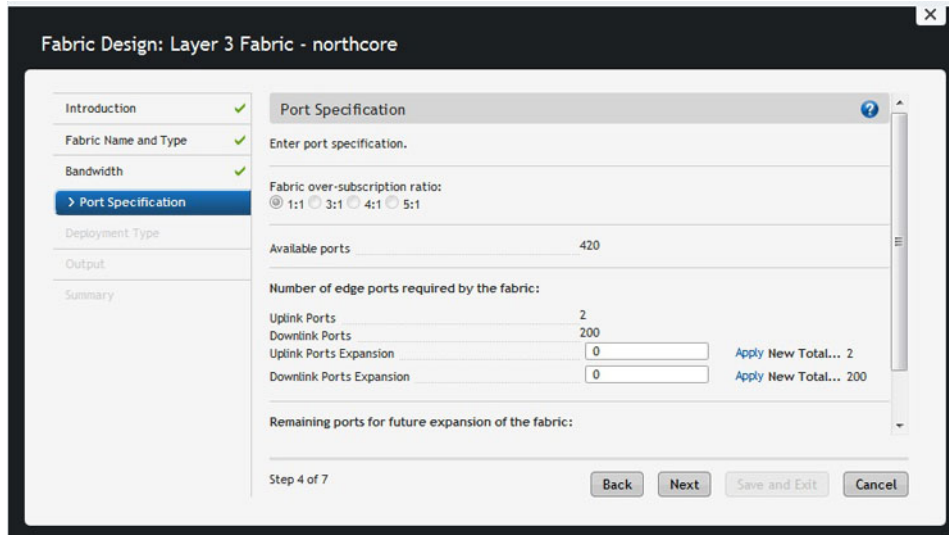 Fabric Design: Layer 3 Fabric - northcore
Introduction
Fabric Name and Type
Bandwidth
> Port Specification
Deployment Type
Output
Summary
Port Specification
Enter port specification.
Fabric over-subscription ratio:
1:1 3:1 4:1 5:1
Available ports 420
Number of edge ports required by the fabric:
Uplink Ports 2
Downlink Ports 200
Uplink Ports Expansion 0 Apply New Total... 2
Downlink Ports Expansion 0 Apply New Total... 200
Remaining ports for future expansion of the fabric:
Step 4 of 7
Back Next Save and Exit Cancel